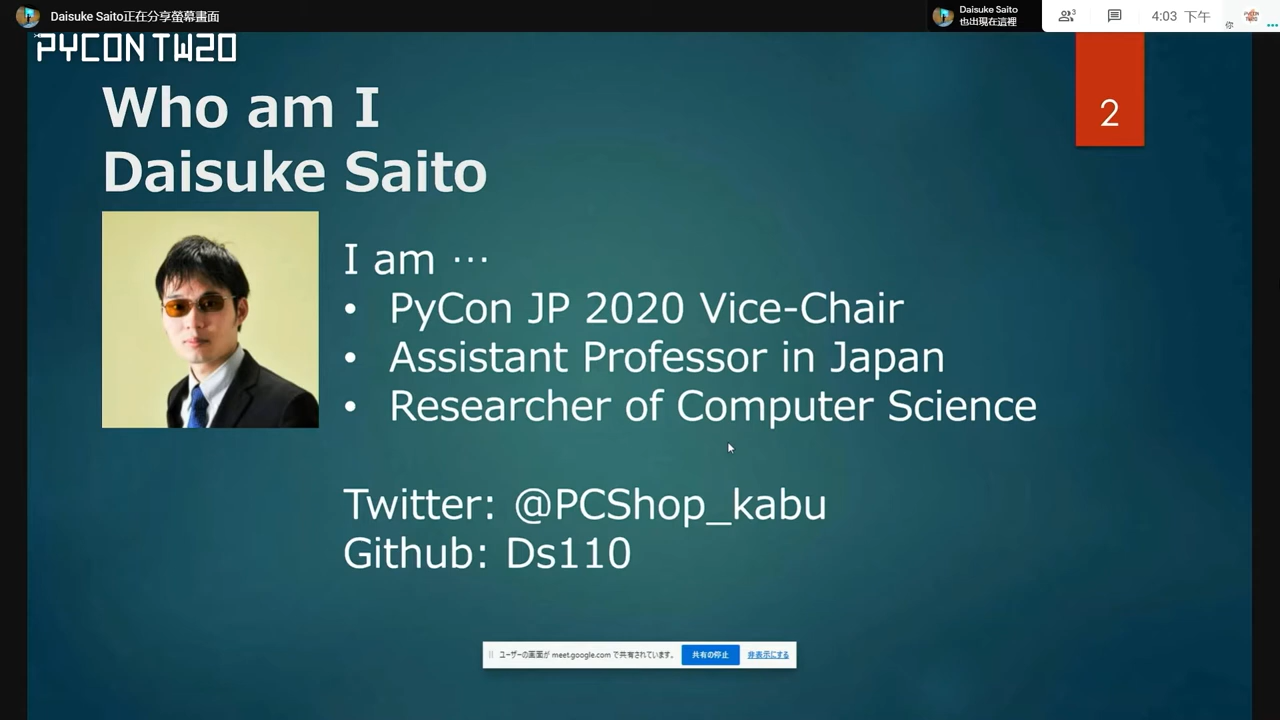 Daisuke Saito正在分享螢幕畫面
Daisuke Saito
也出現在這裡
3
4:03 下午
你
PYCON TW20
2
Who am I
Daisuke Saito
I am …
• PyCon JP 2020 Vice-Chair
• Assistant Professor in Japan
• Researcher of Computer Science
Twitter: @PCShop_kabu
Github: Ds110
ユーザーの画面が meet.google.com で共有されています。
共有の停止
非表示にする